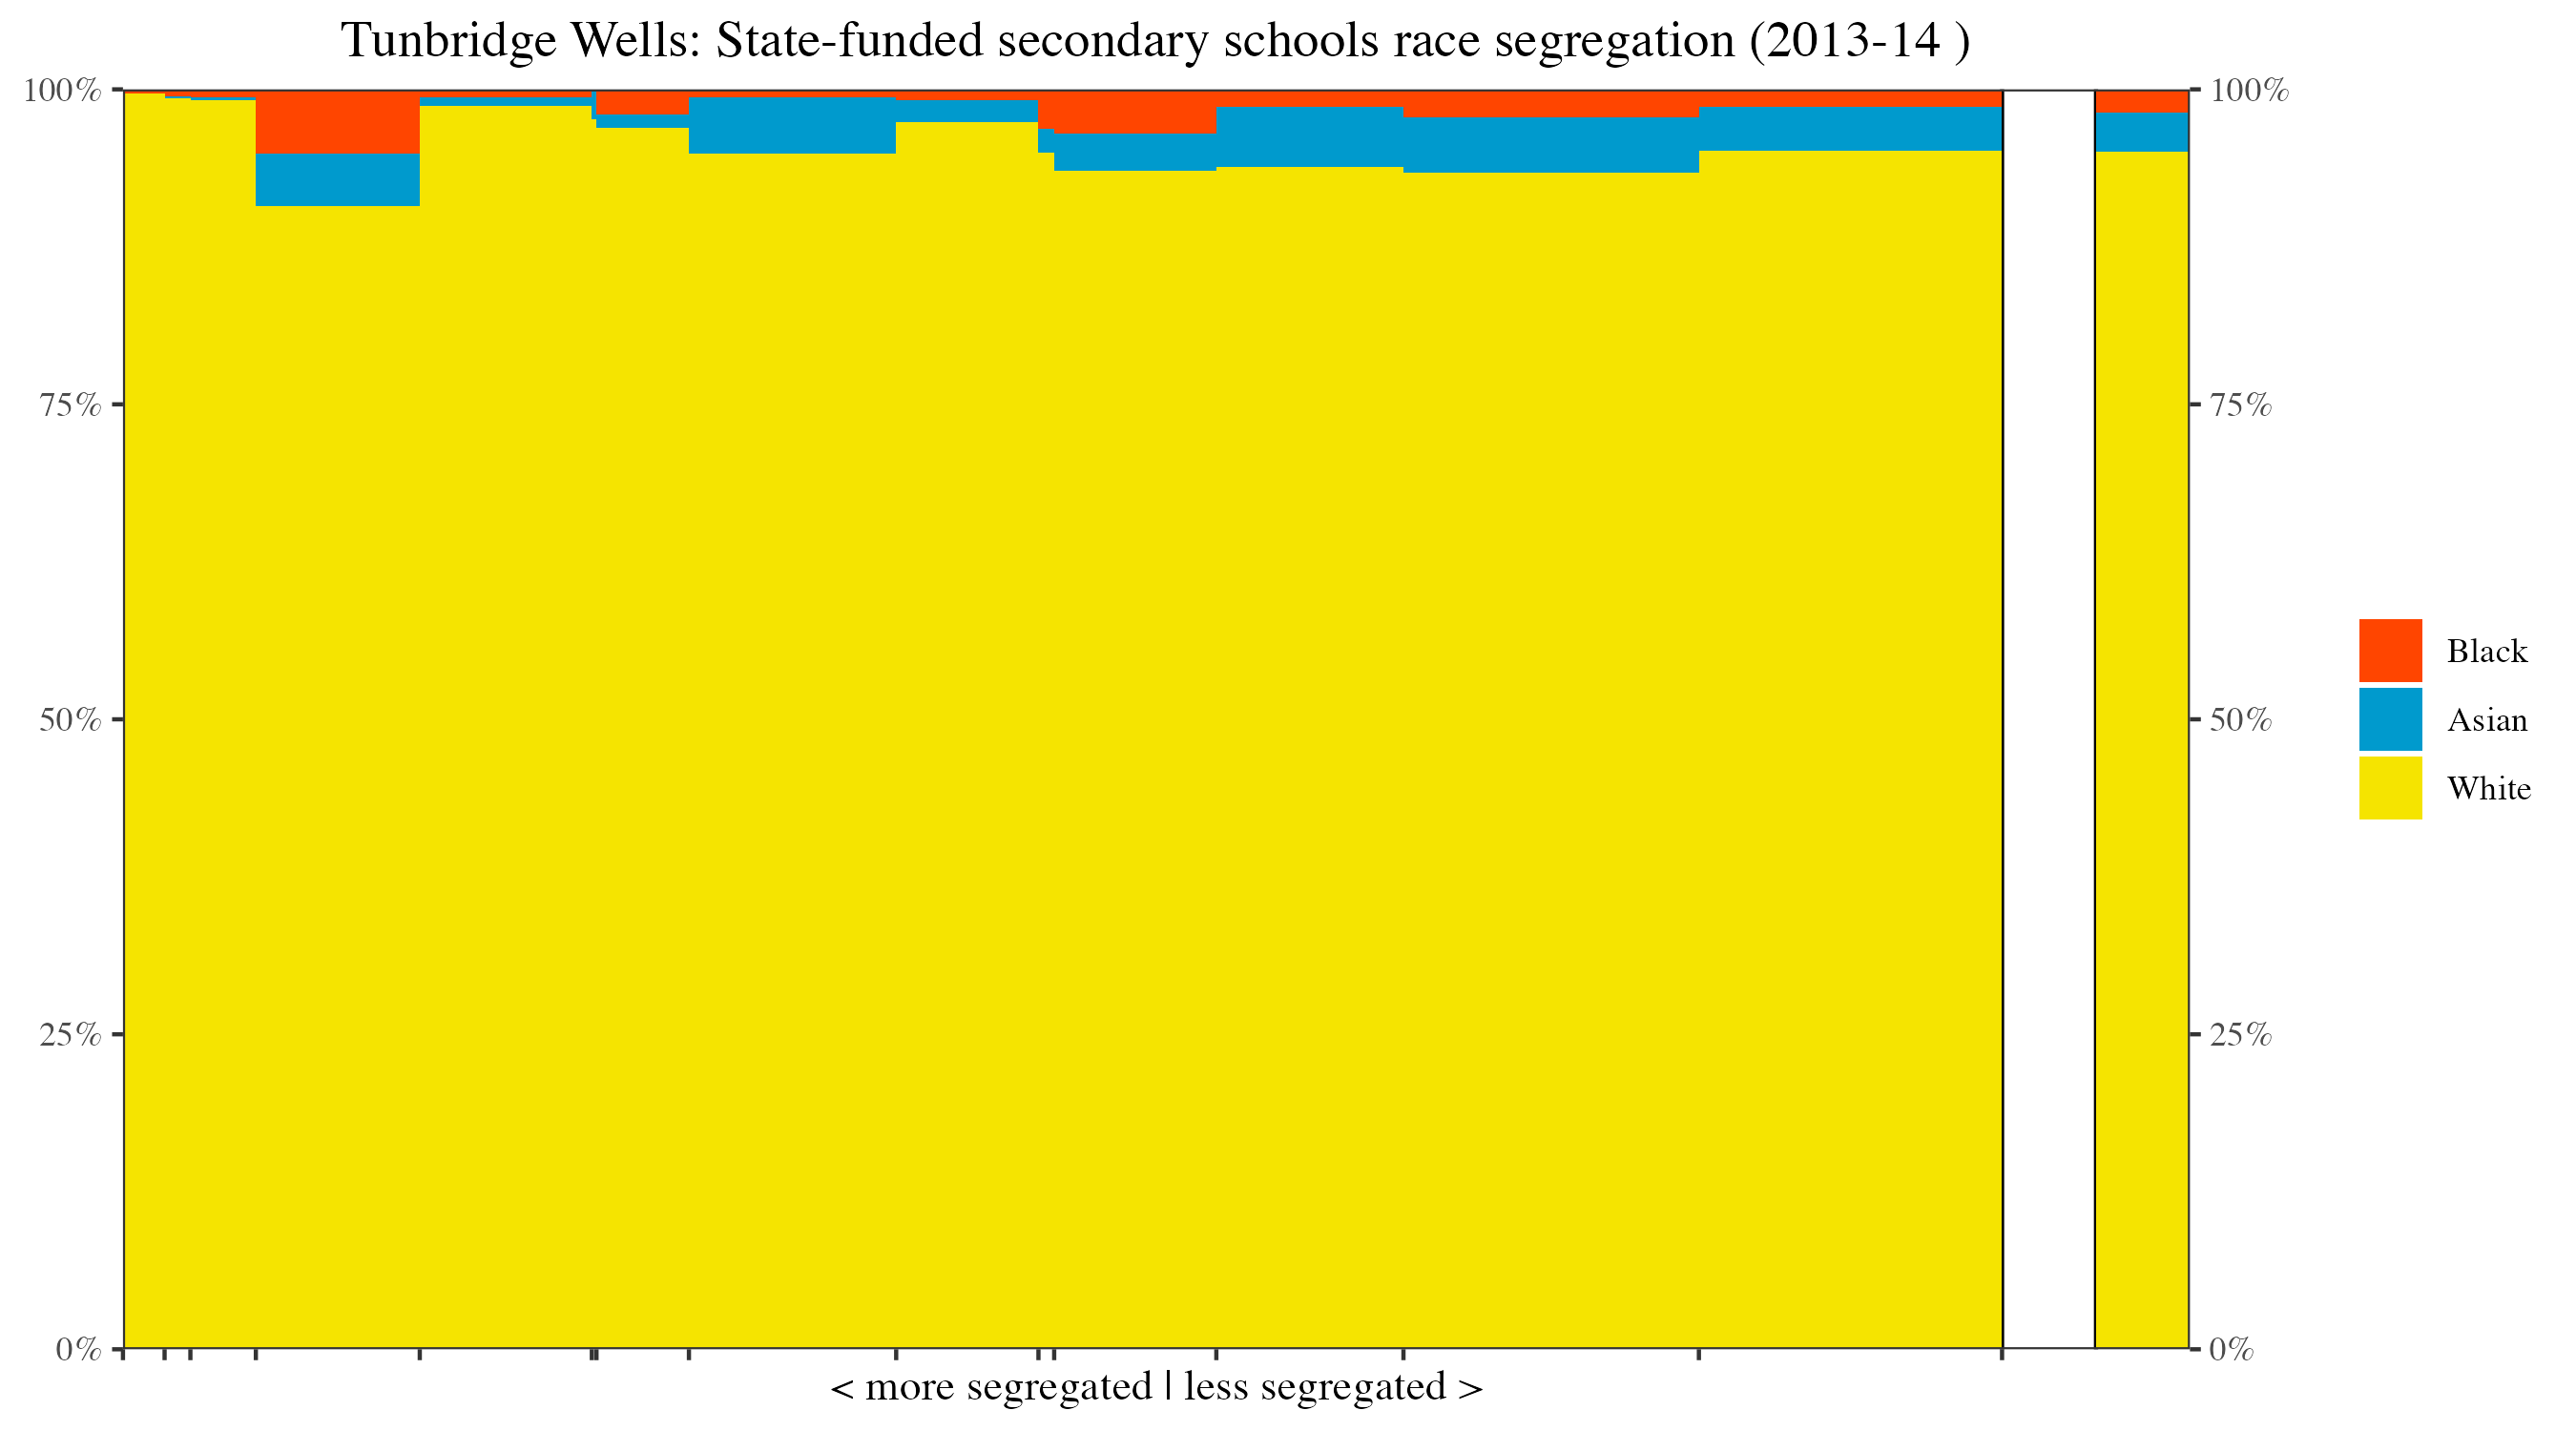 Tunbridge Wells: State-funded secondary schools race segregation (2013-14 )
100%
75%
50%
25%
0%
100%
75%
50%
25%
0%
Black
Asian
White
< more segregated | less segregated >